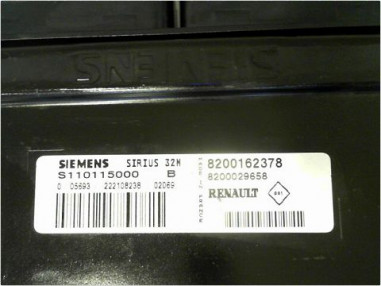 SIEMENS
SIEMENS SIRIUS 32N
S110115000 B
0 05693 222108238 02069
8200162378
8200029658
RENAULT